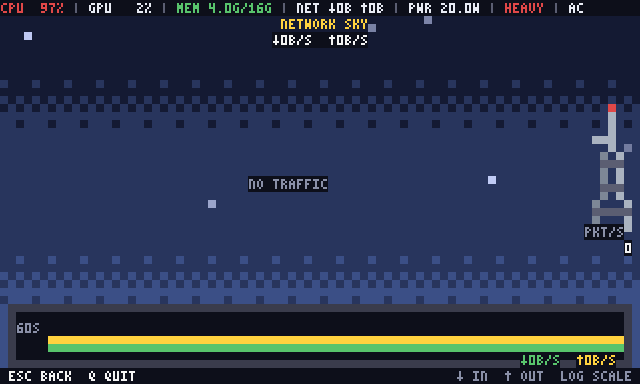 CPU 97% | GPU 2% | MEM 4.0G/16G | NET ↓0B ↑0B | PWR 20.0W | HEAVY | AC
NETWORK SKY
↓0B/S ↑0B/S
NO TRAFFIC
PKT/S
0
60S
↓0B/S ↑0B/S
ESC BACK Q QUIT ↓ IN ↑ OUT LOG SCALE